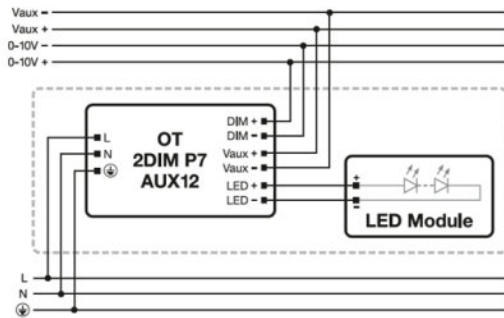 Vaux -
Vaux +
0-10V -
0-10V +
L
N
OT
2DIM P7
AUX12
DIM +
DIM -
Vaux +
Vaux -
LED +
LED -
+
-
LED Module
L
N